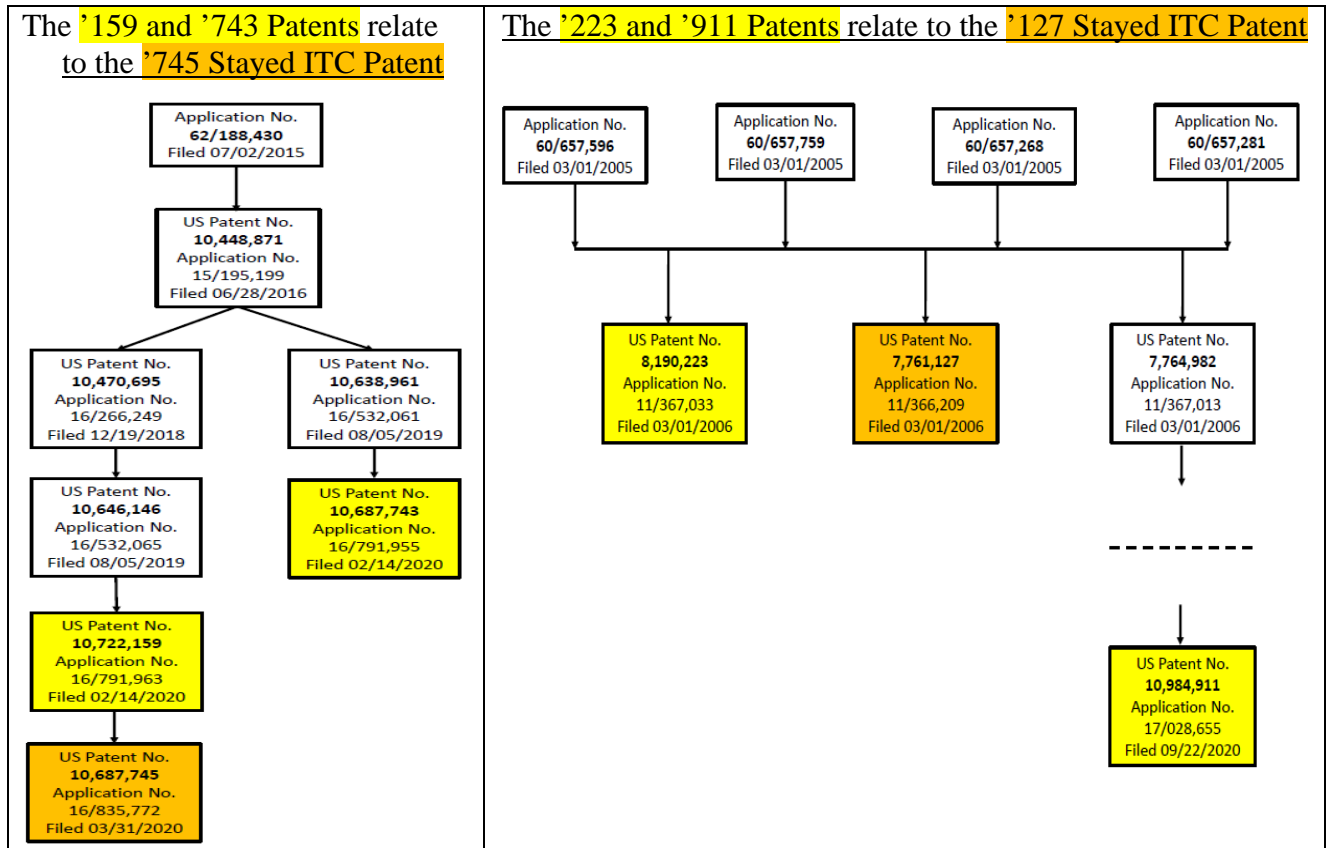 The ’159 and ’743 Patents relate
to the ’745 Stayed ITC Patent
Application No.
62/188,430
Filed 07/02/2015
US Patent No.
10,448,871
Application No.
15/195,199
Filed 06/28/2016
US Patent No.
10,470,695
Application No.
16/266,249
Filed 12/19/2018
US Patent No.
10,638,961
Application No.
16/532,061
Filed 08/05/2019
US Patent No.
10,646,146
Application No.
16/532,065
Filed 08/05/2019
US Patent No.
10,687,743
Application No.
16/791,955
Filed 02/14/2020
US Patent No.
10,722,159
Application No.
16/791,963
Filed 02/14/2020
US Patent No.
10,687,745
Application No.
16/835,772
Filed 03/31/2020
The ’223 and ’911 Patents relate to the ’127 Stayed ITC Patent
Application No.
60/657,596
Filed 03/01/2005
Application No.
60/657,759
Filed 03/01/2005
Application No.
60/657,268
Filed 03/01/2005
Application No.
60/657,281
Filed 03/01/2005
US Patent No.
8,190,223
Application No.
11/367,033
Filed 03/01/2006
US Patent No.
7,761,127
Application No.
11/366,209
Filed 03/01/2006
US Patent No.
7,764,982
Application No.
11/367,013
Filed 03/01/2006
US Patent No.
10,984,911
Application No.
17/028,655
Filed 09/22/2020